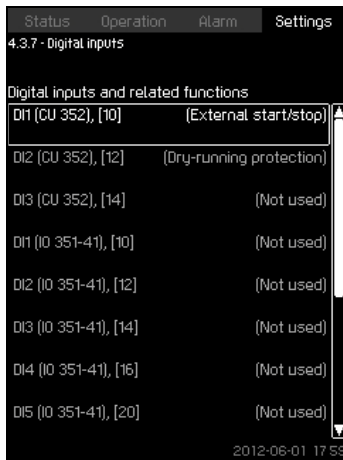 Status Operation Alarm Settings
4.3.7 - Digital inputs
Digital inputs and related functions
DI1 (CU 352), [10] (External start/stop)
DI2 (CU 352), [12] (Dry-running protection)
DI3 (CU 352), [14] (Not used)
DI1 (IO 351-41), [10] (Not used)
DI2 (IO 351-41), [12] (Not used)
DI3 (IO 351-41), [14] (Not used)
DI4 (IO 351-41), [16] (Not used)
DI5 (IO 351-41), [20] (Not used)
2012-06-01 17:59